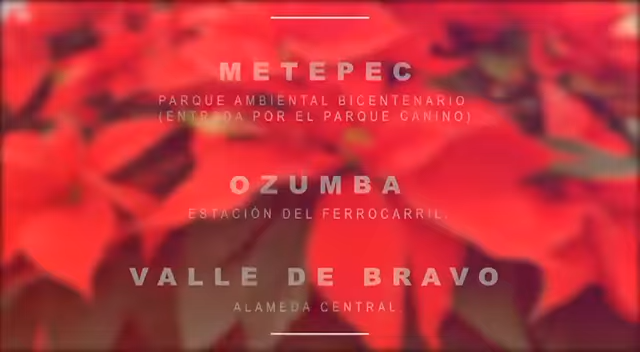 METEPEC
PARQUE AMBIENTAL BICENTENARIO
(ENTRADA POR EL PARQUE CANINO)
OZUMBA
ESTACIÓN DEL FERROCARRIL.
VALLE DE BRAVO
ALAMEDA CENTRAL.